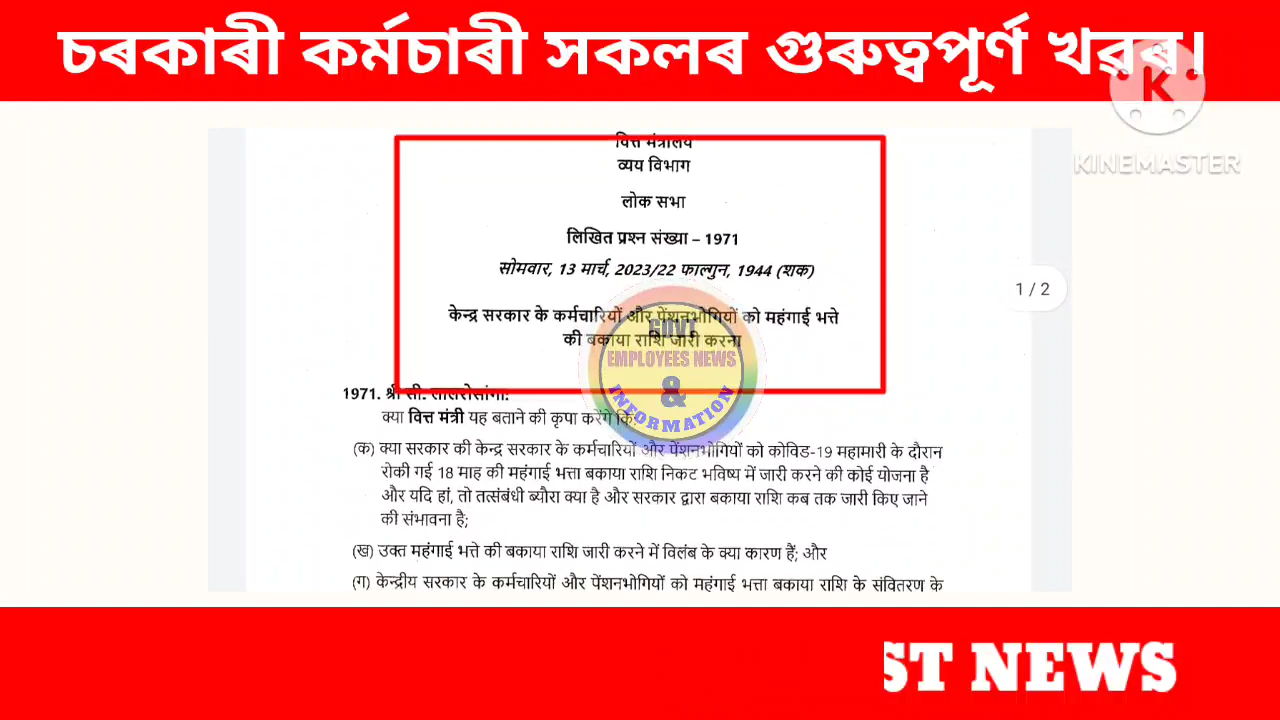 চৰকাৰী কৰ্মচাৰী সকলৰ গুৰুত্বপূৰ্ণ খৱৰ।
KINEMASTER
वित्त मंत्रालय
व्यय विभाग
लोक सभा
लिखित प्रश्न संख्या – 1971
सोमवार, 13 मार्च, 2023/22 फाल्गुन, 1944 (शक)
1 / 2
केन्द्र सरकार के कर्मचारियों और पेंशनभोगियों को महंगाई भत्ते
की बकाया राशि जारी करना
GOVT
EMPLOYEES NEWS
&
INFORMATION
1971. श्री सी. लालरोसांगा:
क्या वित्त मंत्री यह बताने की कृपा करेंगे कि:
(क) क्या सरकार की केन्द्र सरकार के कर्मचारियों और पेंशनभोगियों को कोविड-19 महामारी के दौरान
रोकी गई 18 माह की महंगाई भत्ता बकाया राशि निकट भविष्य में जारी करने की कोई योजना है
और यदि हां, तो तत्संबंधी ब्यौरा क्या है और सरकार द्वारा बकाया राशि कब तक जारी किए जाने
की संभावना है;
(ख) उक्त महंगाई भत्ते की बकाया राशि जारी करने में विलंब के क्या कारण हैं; और
(ग) केन्द्रीय सरकार के कर्मचारियों और पेंशनभोगियों को महंगाई भत्ता बकाया राशि के संवितरण के
ST NEWS